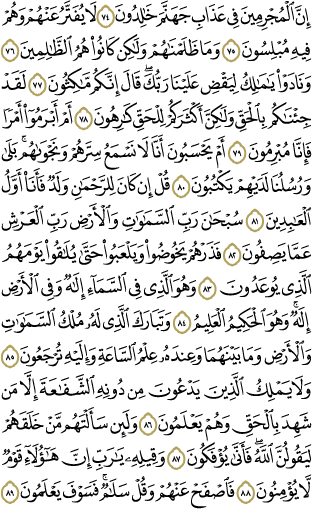 إِنَّ ٱلْمُجْرِمِينَ فِى عَذَابِ جَهَنَّمَ خَٰلِدُونَ ٧٤ لَا يُفَتَّرُ عَنْهُمْ وَهُمْ
فِيهِ مُبْلِسُونَ ٧٥ وَمَا ظَلَمْنَٰهُمْ وَلَٰكِن كَانُوا۟ هُمُ ٱلظَّٰلِمِينَ ٧٦
وَنَادَوْا۟ يَٰمَٰلِكُ لِيَقْضِ عَلَيْنَا رَبُّكَ ۖ قَالَ إِنَّكُم مَّٰكِثُونَ ٧٧ لَقَدْ
جِئْنَٰكُم بِٱلْحَقِّ وَلَٰكِنَّ أَكْثَرَكُمْ لِلْحَقِّ كَٰرِهُونَ ٧٨ أَمْ أَبْرَمُوٓا۟ أَمْرًا
فَإِنَّا مُبْرِمُونَ ٧٩ أَمْ يَحْسَبُونَ أَنَّا لَا نَسْمَعُ سِرَّهُمْ وَنَجْوَىٰهُم ۚ بَلَىٰ
وَرُسُلُنَا لَدَيْهِمْ يَكْتُبُونَ ٨٠ قُلْ إِن كَانَ لِلرَّحْمَٰنِ وَلَدٌ فَأَنَا۠ أَوَّلُ
ٱلْعَٰبِدِينَ ٨١ سُبْحَٰنَ رَبِّ ٱلسَّمَٰوَٰتِ وَٱلْأَرْضِ رَبِّ ٱلْعَرْشِ
عَمَّا يَصِفُونَ ٨٢ فَذَرْهُمْ يَخُوضُوا۟ وَيَلْعَبُوا۟ حَتَّىٰ يُلَٰقُوا۟ يَوْمَهُمُ
ٱلَّذِى يُوعَدُونَ ٨٣ وَهُوَ ٱلَّذِى فِى ٱلسَّمَآءِ إِلَٰهٌ وَفِى ٱلْأَرْضِ
إِلَٰهٌ ۚ وَهُوَ ٱلْحَكِيمُ ٱلْعَلِيمُ ٨٤ وَتَبَارَكَ ٱلَّذِى لَهُۥ مُلْكُ ٱلسَّمَٰوَٰتِ
وَٱلْأَرْضِ وَمَا بَيْنَهُمَا وَعِندَهُۥ عِلْمُ ٱلسَّاعَةِ وَإِلَيْهِ تُرْجَعُونَ ٨٥
وَلَا يَمْلِكُ ٱلَّذِينَ يَدْعُونَ مِن دُونِهِ ٱلشَّفَٰعَةَ إِلَّا مَن
شَهِدَ بِٱلْحَقِّ وَهُمْ يَعْلَمُونَ ٨٦ وَلَئِن سَأَلْتَهُم مَّنْ خَلَقَهُمْ
لَيَقُولُنَّ ٱللَّهُ ۖ فَأَنَّىٰ يُؤْفَكُونَ ٨٧ وَقِيلِهِۦ يَٰرَبِّ إِنَّ هَٰٓؤُلَآءِ قَوْمٌ
لَّا يُؤْمِنُونَ ٨٨ فَٱصْفَحْ عَنْهُمْ وَقُلْ سَلَٰمٌ ۚ فَسَوْفَ يَعْلَمُونَ ٨٩